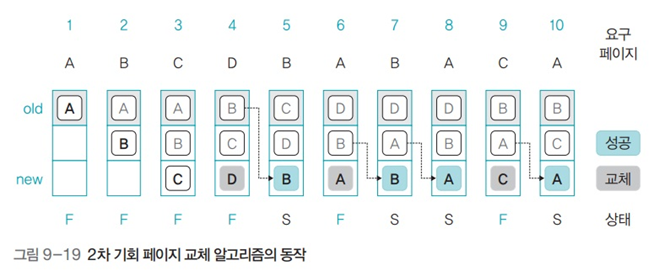 1 2 3 4 5 6 7 8 9 10 요구
페이지
A B C D B A B A C A
old A A A B C D D D B B
B B C D B A B A C 성공
new C D B A B A C A 교체
F F F F S F S S F S 상태
그림 9-19 2차 기회 페이지 교체 알고리즘의 동작